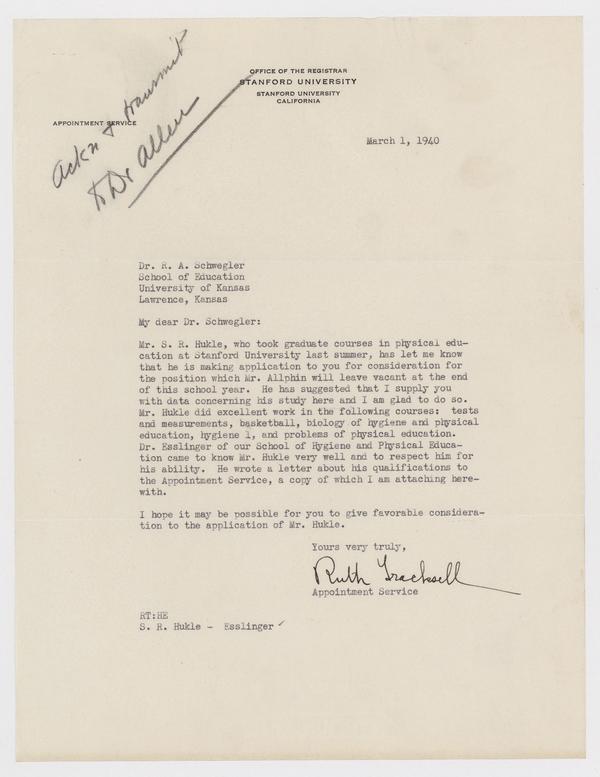 OFFICE OF THE REGISTRAR
STANFORD UNIVERSITY
STANFORD UNIVERSITY
CALIFORNIA
APPOINTMENT SERVICE
Ackn & transmit
to Dr Allen
March 1, 1940
Dr. R. A. Schwegler
School of Education
University of Kansas
Lawrence, Kansas
My dear Dr. Schwegler:
Mr. S. R. Hukle, who took graduate courses in physical edu-
cation at Stanford University last summer, has let me know
that he is making application to you for consideration for
the position which Mr. Allphin will leave vacant at the end
of this school year. He has suggested that I supply you
with data concerning his study here and I am glad to do so.
Mr. Hukle did excellent work in the following courses: tests
and measurements, basketball, biology of hygiene and physical
education, hygiene 1, and problems of physical education.
Dr. Esslinger of our School of Hygiene and Physical Educa-
tion came to know Mr. Hukle very well and to respect him for
his ability. He wrote a letter about his qualifications to
the Appointment Service, a copy of which I am attaching here-
with.
I hope it may be possible for you to give favorable considera-
tion to the application of Mr. Hukle.
Yours very truly,
Ruth
Appointment Service
RT:HE
S. R. Hukle - Esslinger ✓